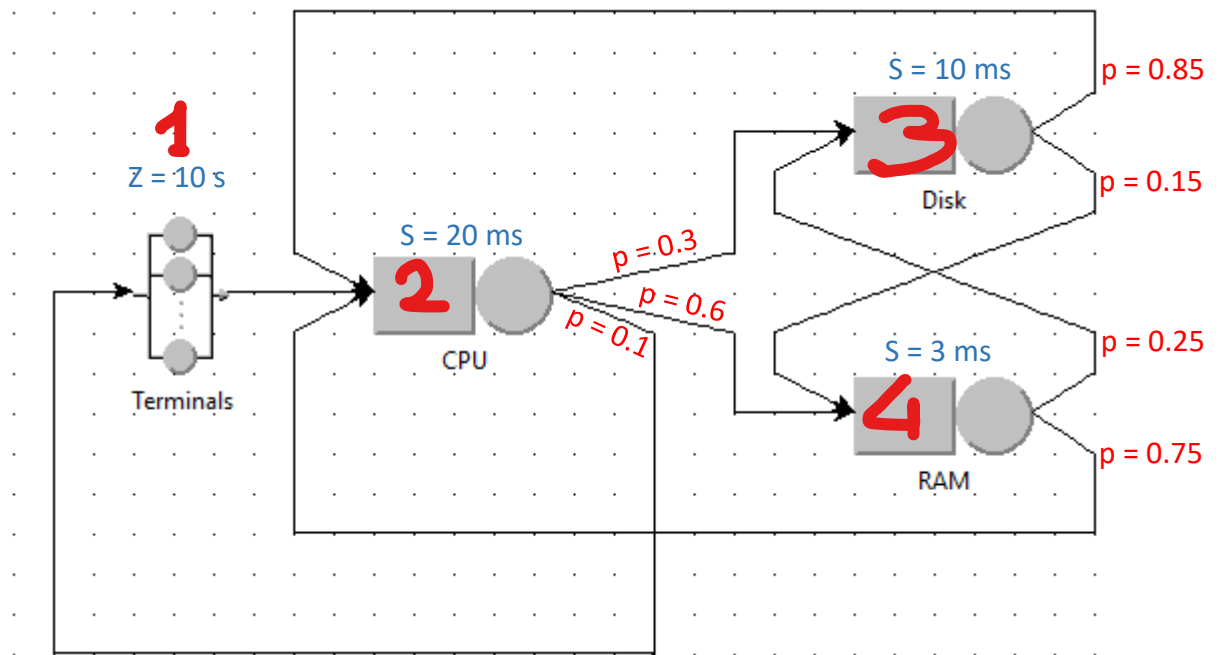 1
Z = 10 s
Terminals
S = 20 ms
2
CPU
p = 0.3
p = 0.6
p = 0.1
S = 10 ms
3
Disk
p = 0.85
p = 0.15
S = 3 ms
4
RAM
p = 0.25
p = 0.75